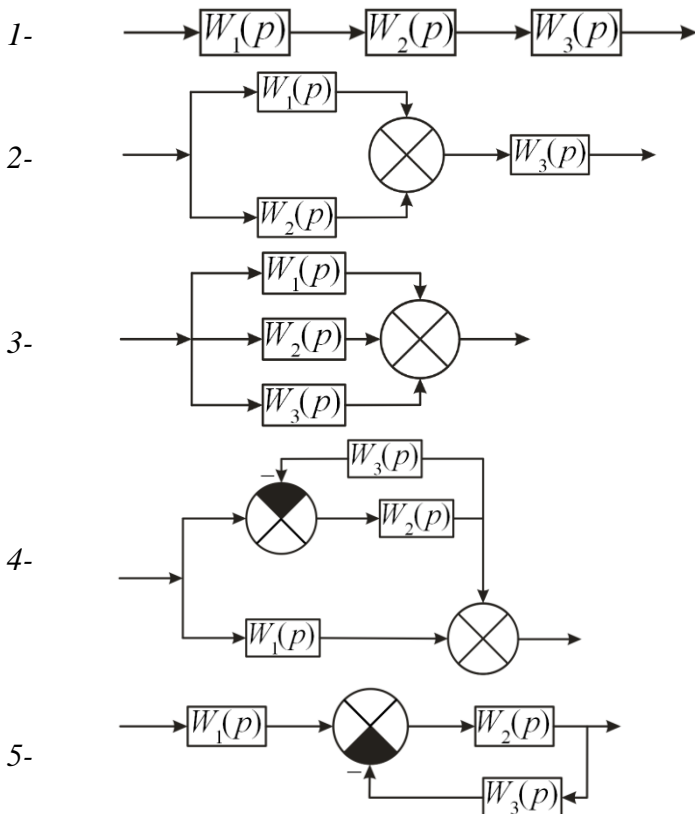 1- W₁(p) W₂(p) W₃(p)
W₁(p)
2- W₃(p)
W₂(p)
W₁(p)
3- W₂(p)
W₃(p)
– W₃(p)
W₂(p)
4-
W₁(p)
W₁(p) W₂(p)
5-
– W₃(p)